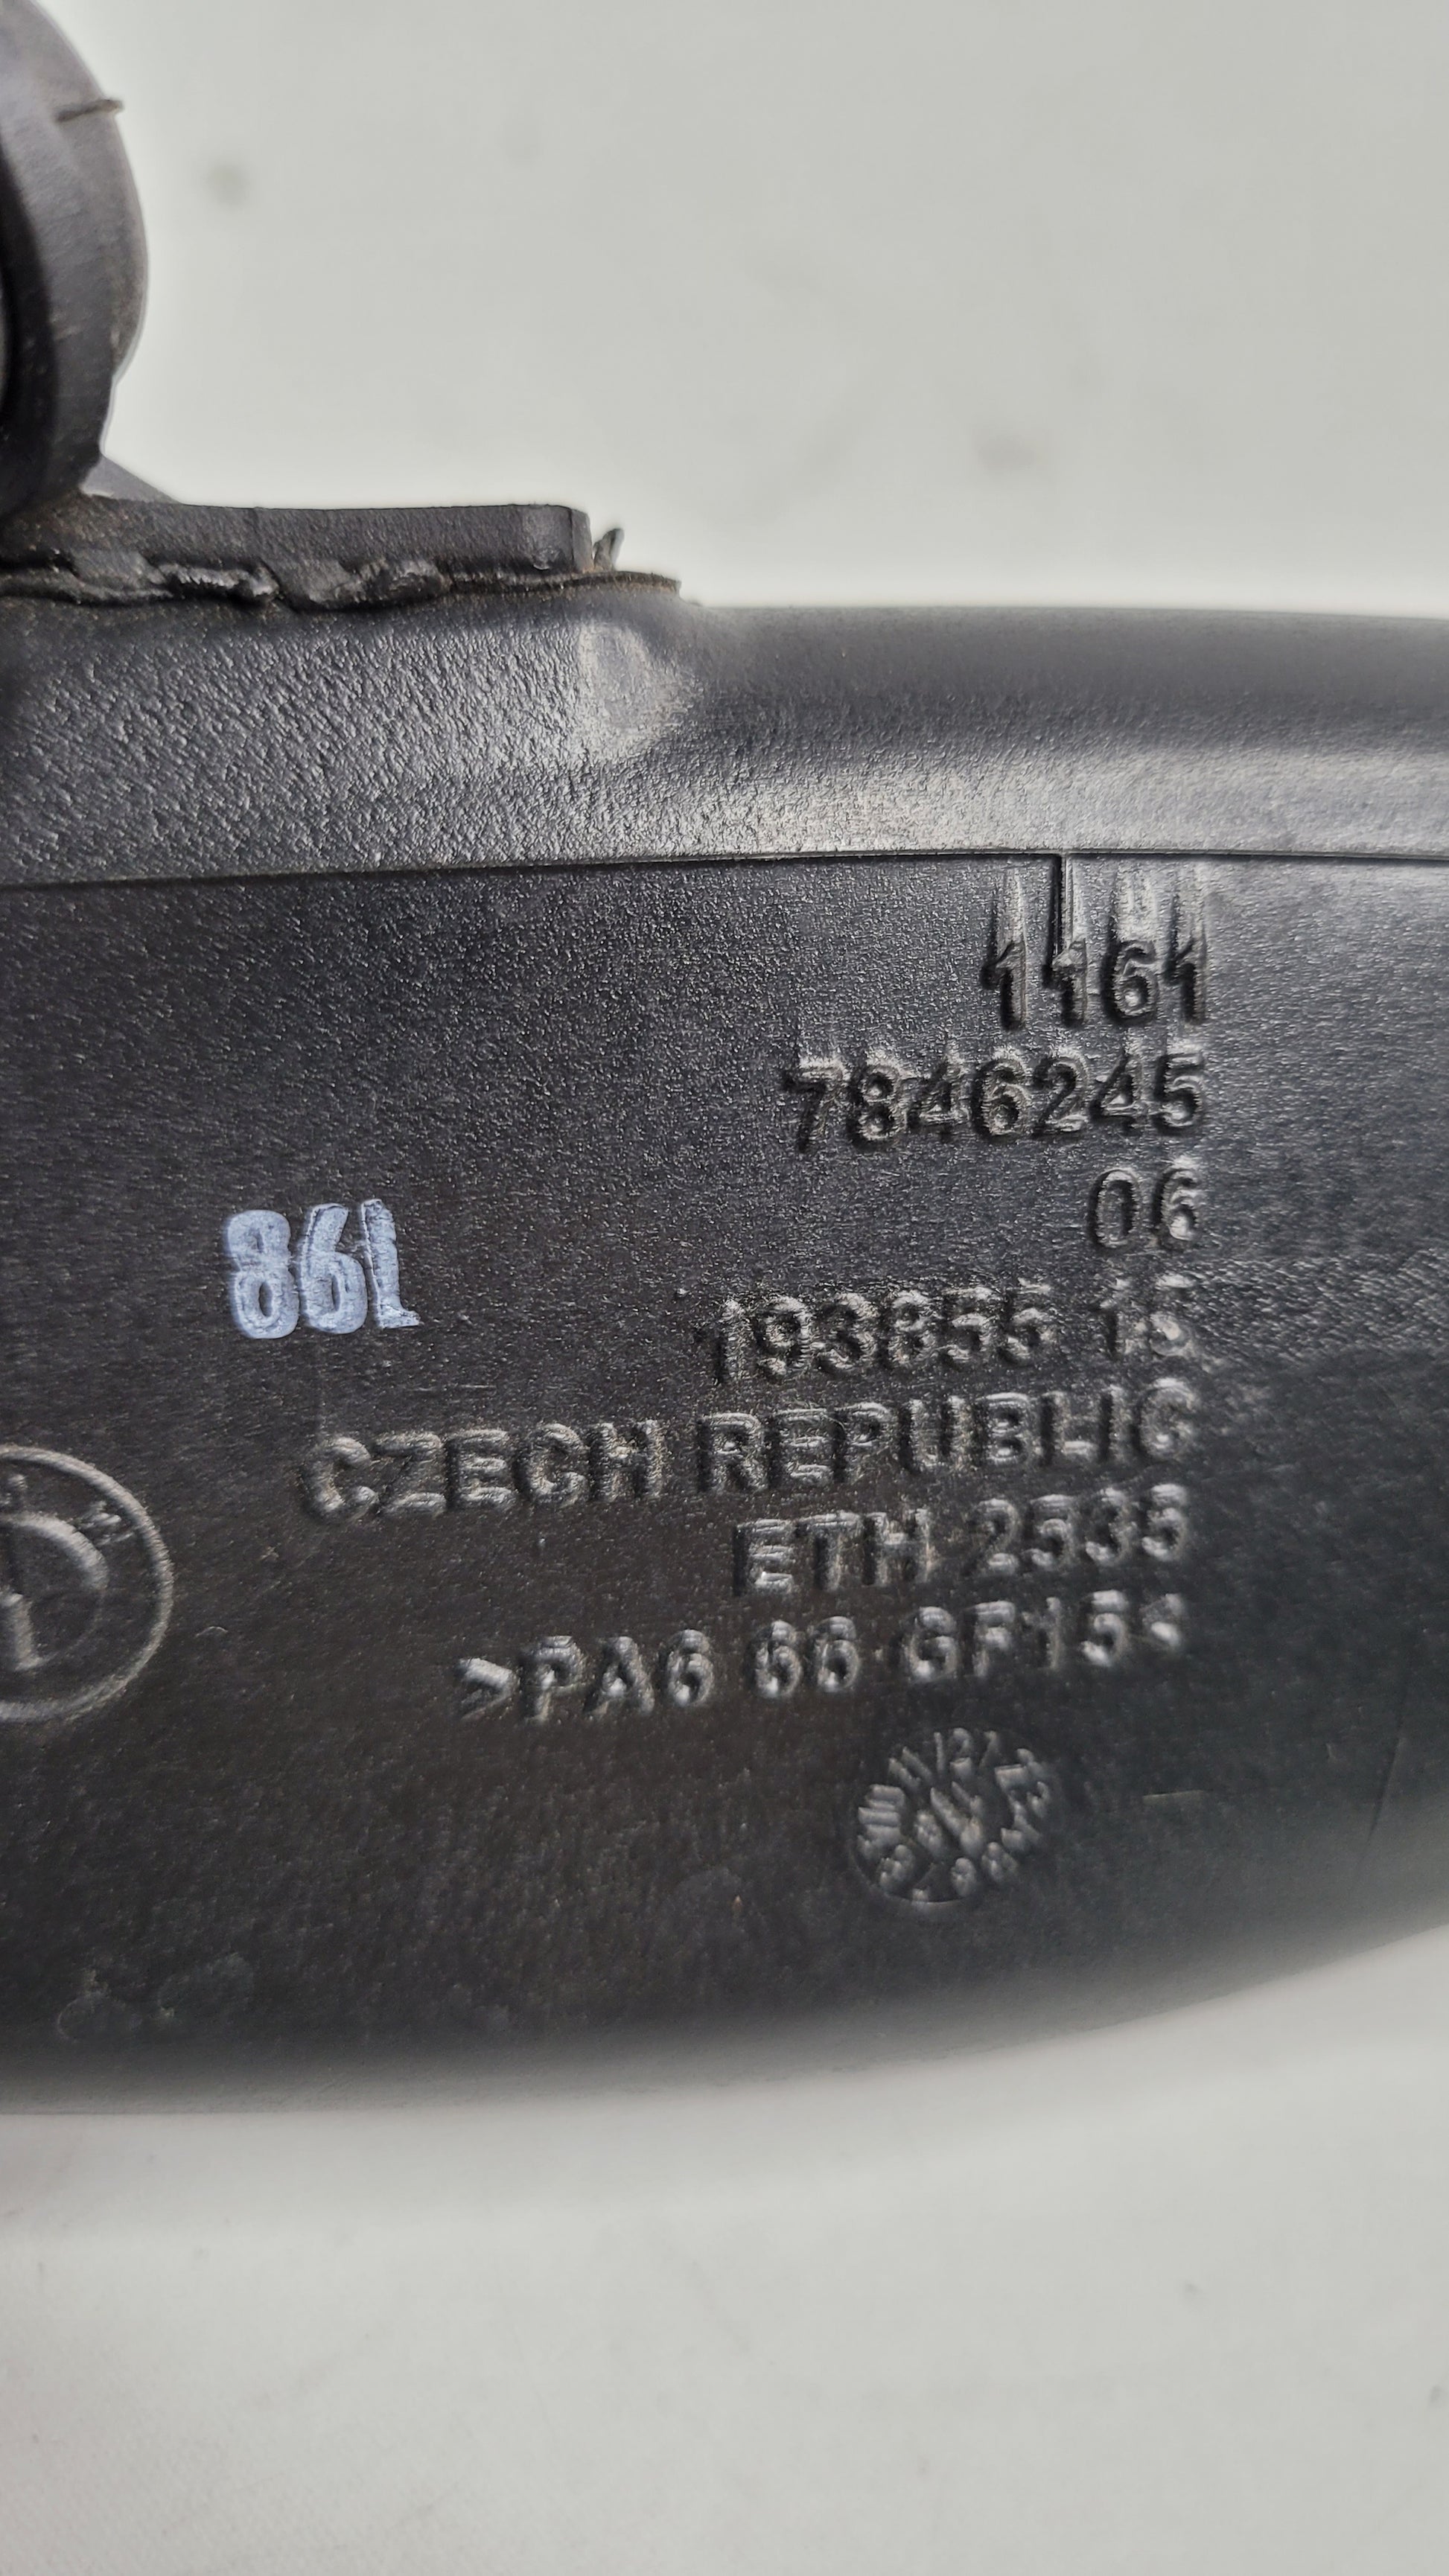 1161
7846245
06
861
193855 15
CZECH REPUBLIC
ETH 2535
>PA6 66 GF15<